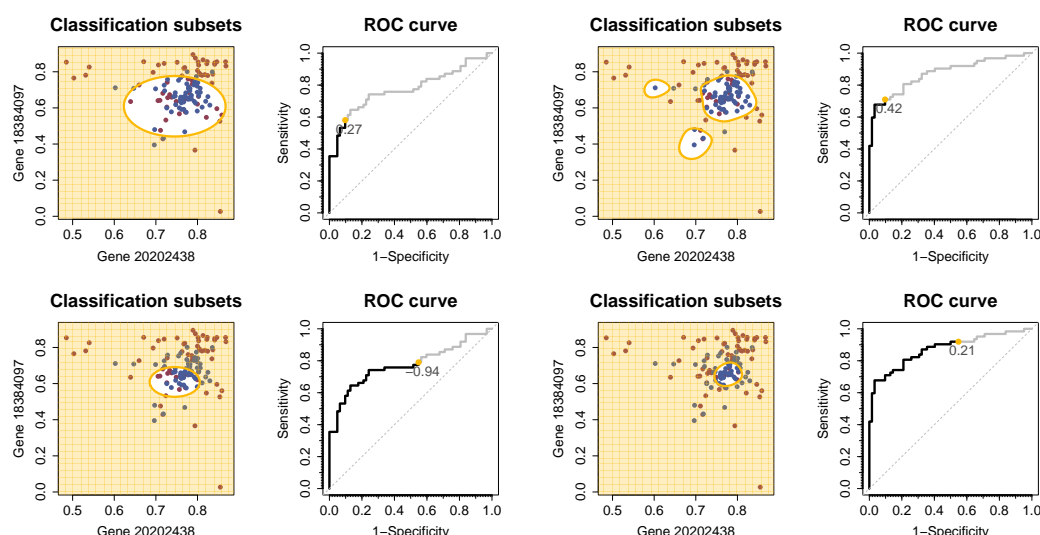 Classification subsets
ROC curve
Classification subsets
ROC curve
Gene 18384097
0.0 0.2 0.4 0.6 0.8
0.5 0.6 0.7 0.8
Gene 20202438
Sensitivity
0.0 0.2 0.4 0.6 0.8 1.0
0.27
0.0 0.2 0.4 0.6 0.8 1.0
1−Specificity
Gene 18384097
0.0 0.2 0.4 0.6 0.8
0.5 0.6 0.7 0.8
Gene 20202438
Sensitivity
0.0 0.2 0.4 0.6 0.8 1.0
0.42
0.0 0.2 0.4 0.6 0.8 1.0
1−Specificity
Classification subsets
ROC curve
Classification subsets
ROC curve
Gene 18384097
0.0 0.2 0.4 0.6 0.8
0.5 0.6 0.7 0.8
Gene 20202438
Sensitivity
0.0 0.2 0.4 0.6 0.8 1.0
−0.94
0.0 0.2 0.4 0.6 0.8 1.0
1−Specificity
Gene 18384097
0.0 0.2 0.4 0.6 0.8
0.5 0.6 0.7 0.8
Gene 20202438
Sensitivity
0.0 0.2 0.4 0.6 0.8 1.0
0.21
0.0 0.2 0.4 0.6 0.8 1.0
1−Specificity